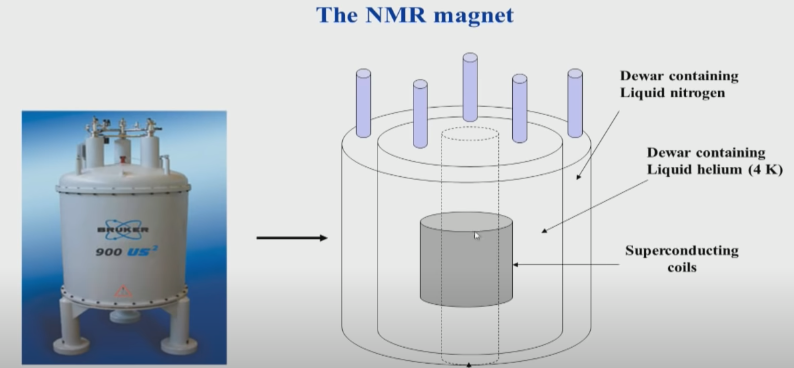 The NMR magnet
Dewar containing
Liquid nitrogen
Dewar containing
Liquid helium (4 K)
BRUKER
900 US²
Superconducting
coils